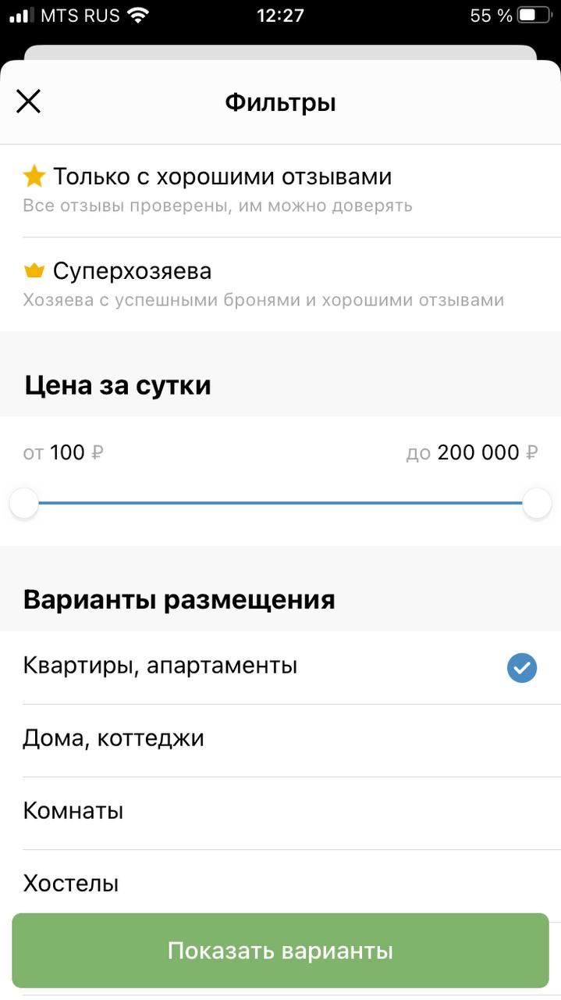 MTS RUS 12:27 55 %
Фильтры
Только с хорошими отзывами
Все отзывы проверены, им можно доверять
Суперхозяева
Хозяева с успешными бронями и хорошими отзывами
Цена за сутки
от 100 ₽ до 200 000 ₽
Варианты размещения
Квартиры, апартаменты
Дома, коттеджи
Комнаты
Хостелы
Показать варианты